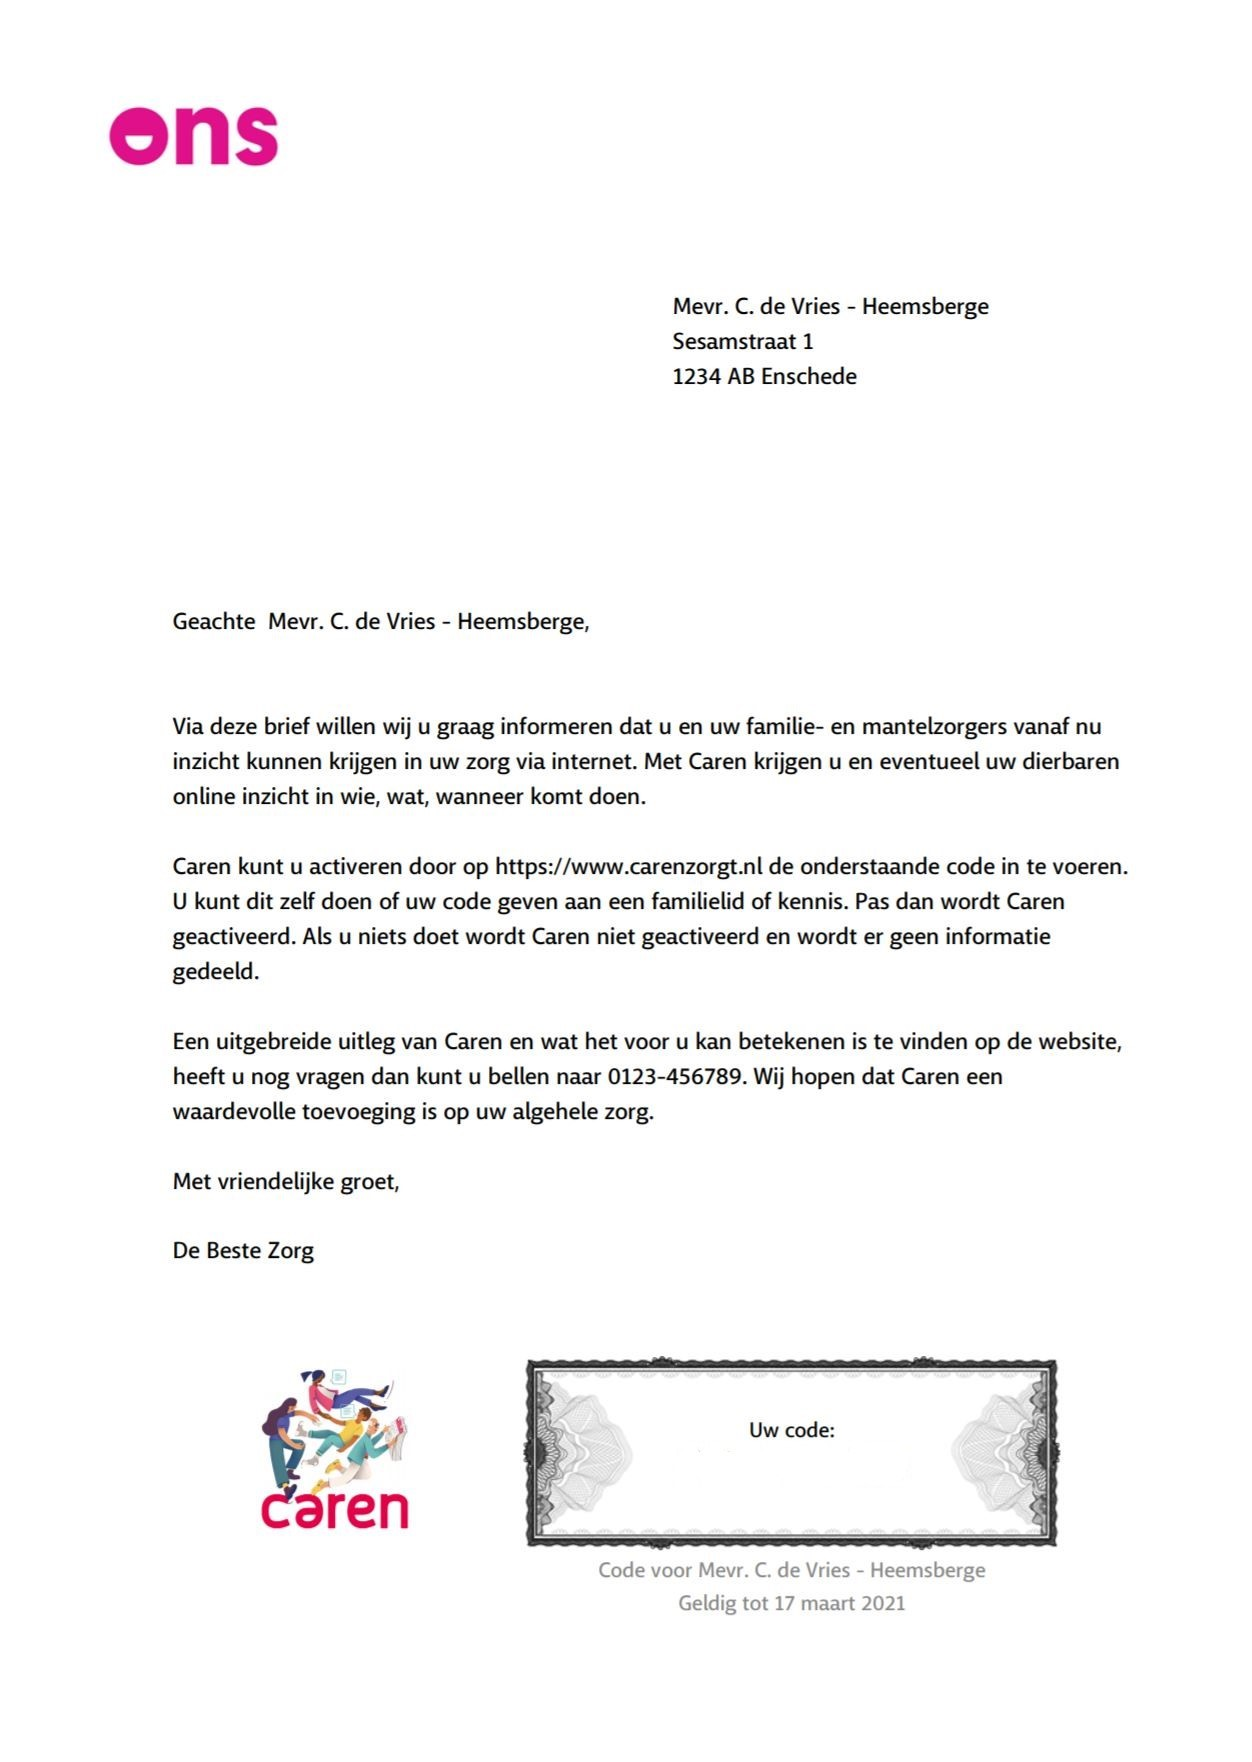 ons
Mevr. C. de Vries - Heemsberge
Sesamstraat 1
1234 AB Enschede
Geachte  Mevr. C. de Vries - Heemsberge,
Via deze brief willen wij u graag informeren dat u en uw familie- en mantelzorgers vanaf nu
inzicht kunnen krijgen in uw zorg via internet. Met Caren krijgen u en eventueel uw dierbaren
online inzicht in wie, wat, wanneer komt doen.
Caren kunt u activeren door op https://www.carenzorgt.nl de onderstaande code in te voeren.
U kunt dit zelf doen of uw code geven aan een familielid of kennis. Pas dan wordt Caren
geactiveerd. Als u niets doet wordt Caren niet geactiveerd en wordt er geen informatie
gedeeld.
Een uitgebreide uitleg van Caren en wat het voor u kan betekenen is te vinden op de website,
heeft u nog vragen dan kunt u bellen naar 0123-456789. Wij hopen dat Caren een
waardevolle toevoeging is op uw algehele zorg.
Met vriendelijke groet,
De Beste Zorg
caren
Uw code:
Code voor Mevr. C. de Vries - Heemsberge
Geldig tot 17 maart 2021